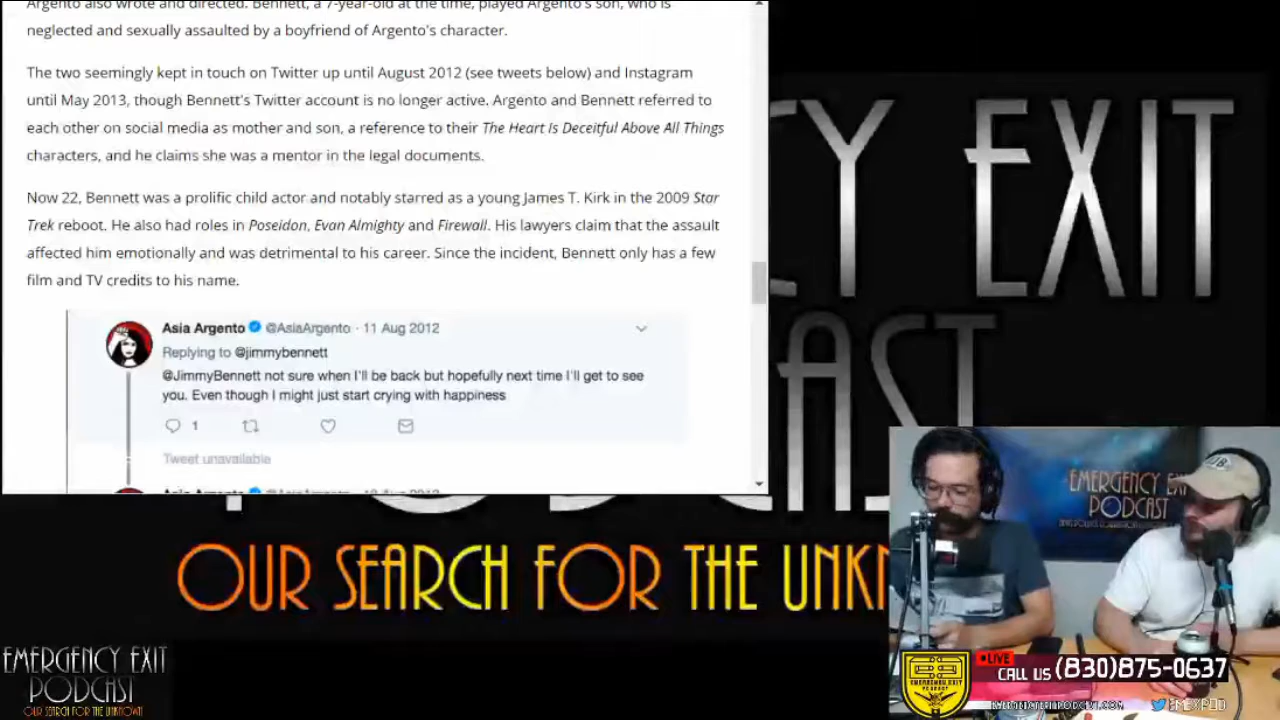 Argento also wrote and directed. Bennett, a 7-year-old at the time, played Argento's son, who is
neglected and sexually assaulted by a boyfriend of Argento's character.
The two seemingly kept in touch on Twitter up until August 2012 (see tweets below) and Instagram
until May 2013, though Bennett's Twitter account is no longer active. Argento and Bennett referred to
each other on social media as mother and son, a reference to their The Heart Is Deceitful Above All Things
characters, and he claims she was a mentor in the legal documents.
Now 22, Bennett was a prolific child actor and notably starred as a young James T. Kirk in the 2009 Star
Trek reboot. He also had roles in Poseidon, Evan Almighty and Firewall. His lawyers claim that the assault
affected him emotionally and was detrimental to his career. Since the incident, Bennett only has a few
film and TV credits to his name.
Asia Argento @AsiaArgento · 11 Aug 2012
Replying to @jimmybennett
@JimmyBennett not sure when I'll be back but hopefully next time I'll get to see
you. Even though I might just start crying with happiness
1
Tweet unavailable
Asia Argento @AsiaArgento
CY EXIT
AST
OUR SEARCH FOR THE UNKN
EMERGENCY EXIT
PODCAST
OUR SEARCH FOR THE UNKNOWN
EMERGENCY EXI
PODCAST
EMERGENCY EXIT
PODCAST
LIVE
CALL US (830)875-0637
EMERGENCYEXITPODCAST.COM
@EMEXPOD